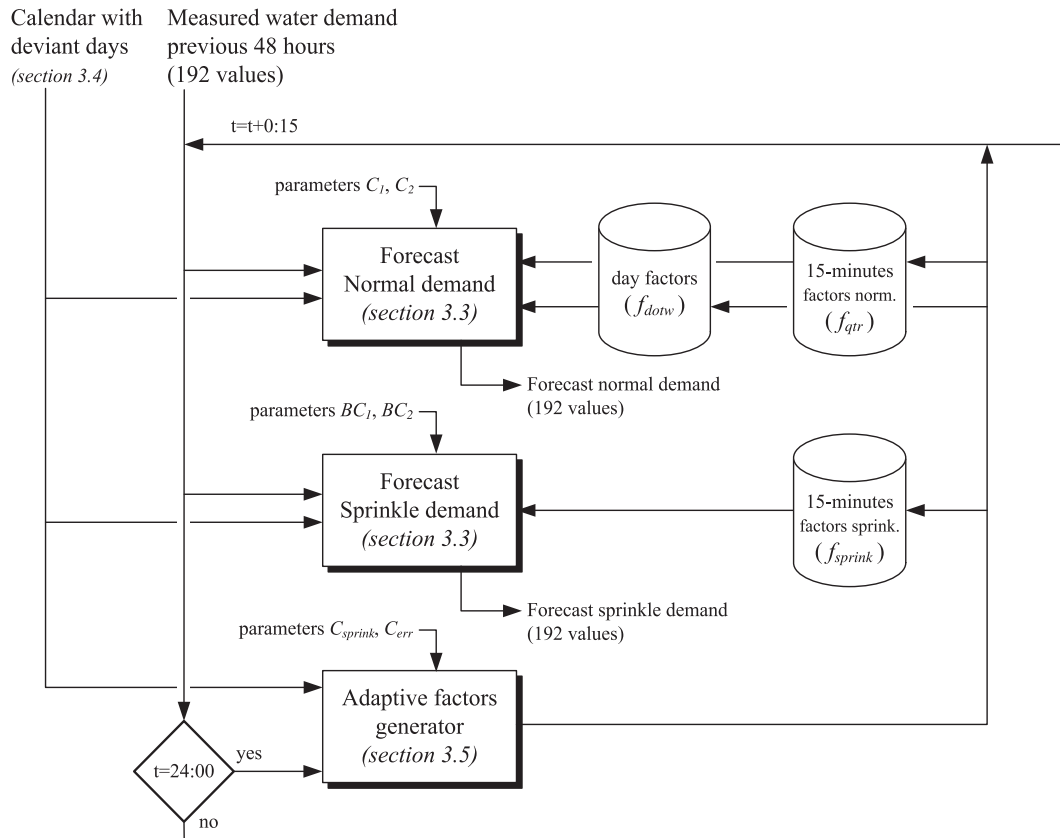 Calendar with
deviant days
(section 3.4)
Measured water demand
previous 48 hours
(192 values)
t=t+0:15
parameters C1, C2
Forecast
Normal demand
(section 3.3)
day factors
(fdotw)
15-minutes
factors norm.
(fqtr)
Forecast normal demand
(192 values)
parameters BC1, BC2
Forecast
Sprinkle demand
(section 3.3)
15-minutes
factors sprink.
(fsprink)
Forecast sprinkle demand
(192 values)
parameters Csprink, Cerr
Adaptive factors
generator
(section 3.5)
t=24:00
yes
no